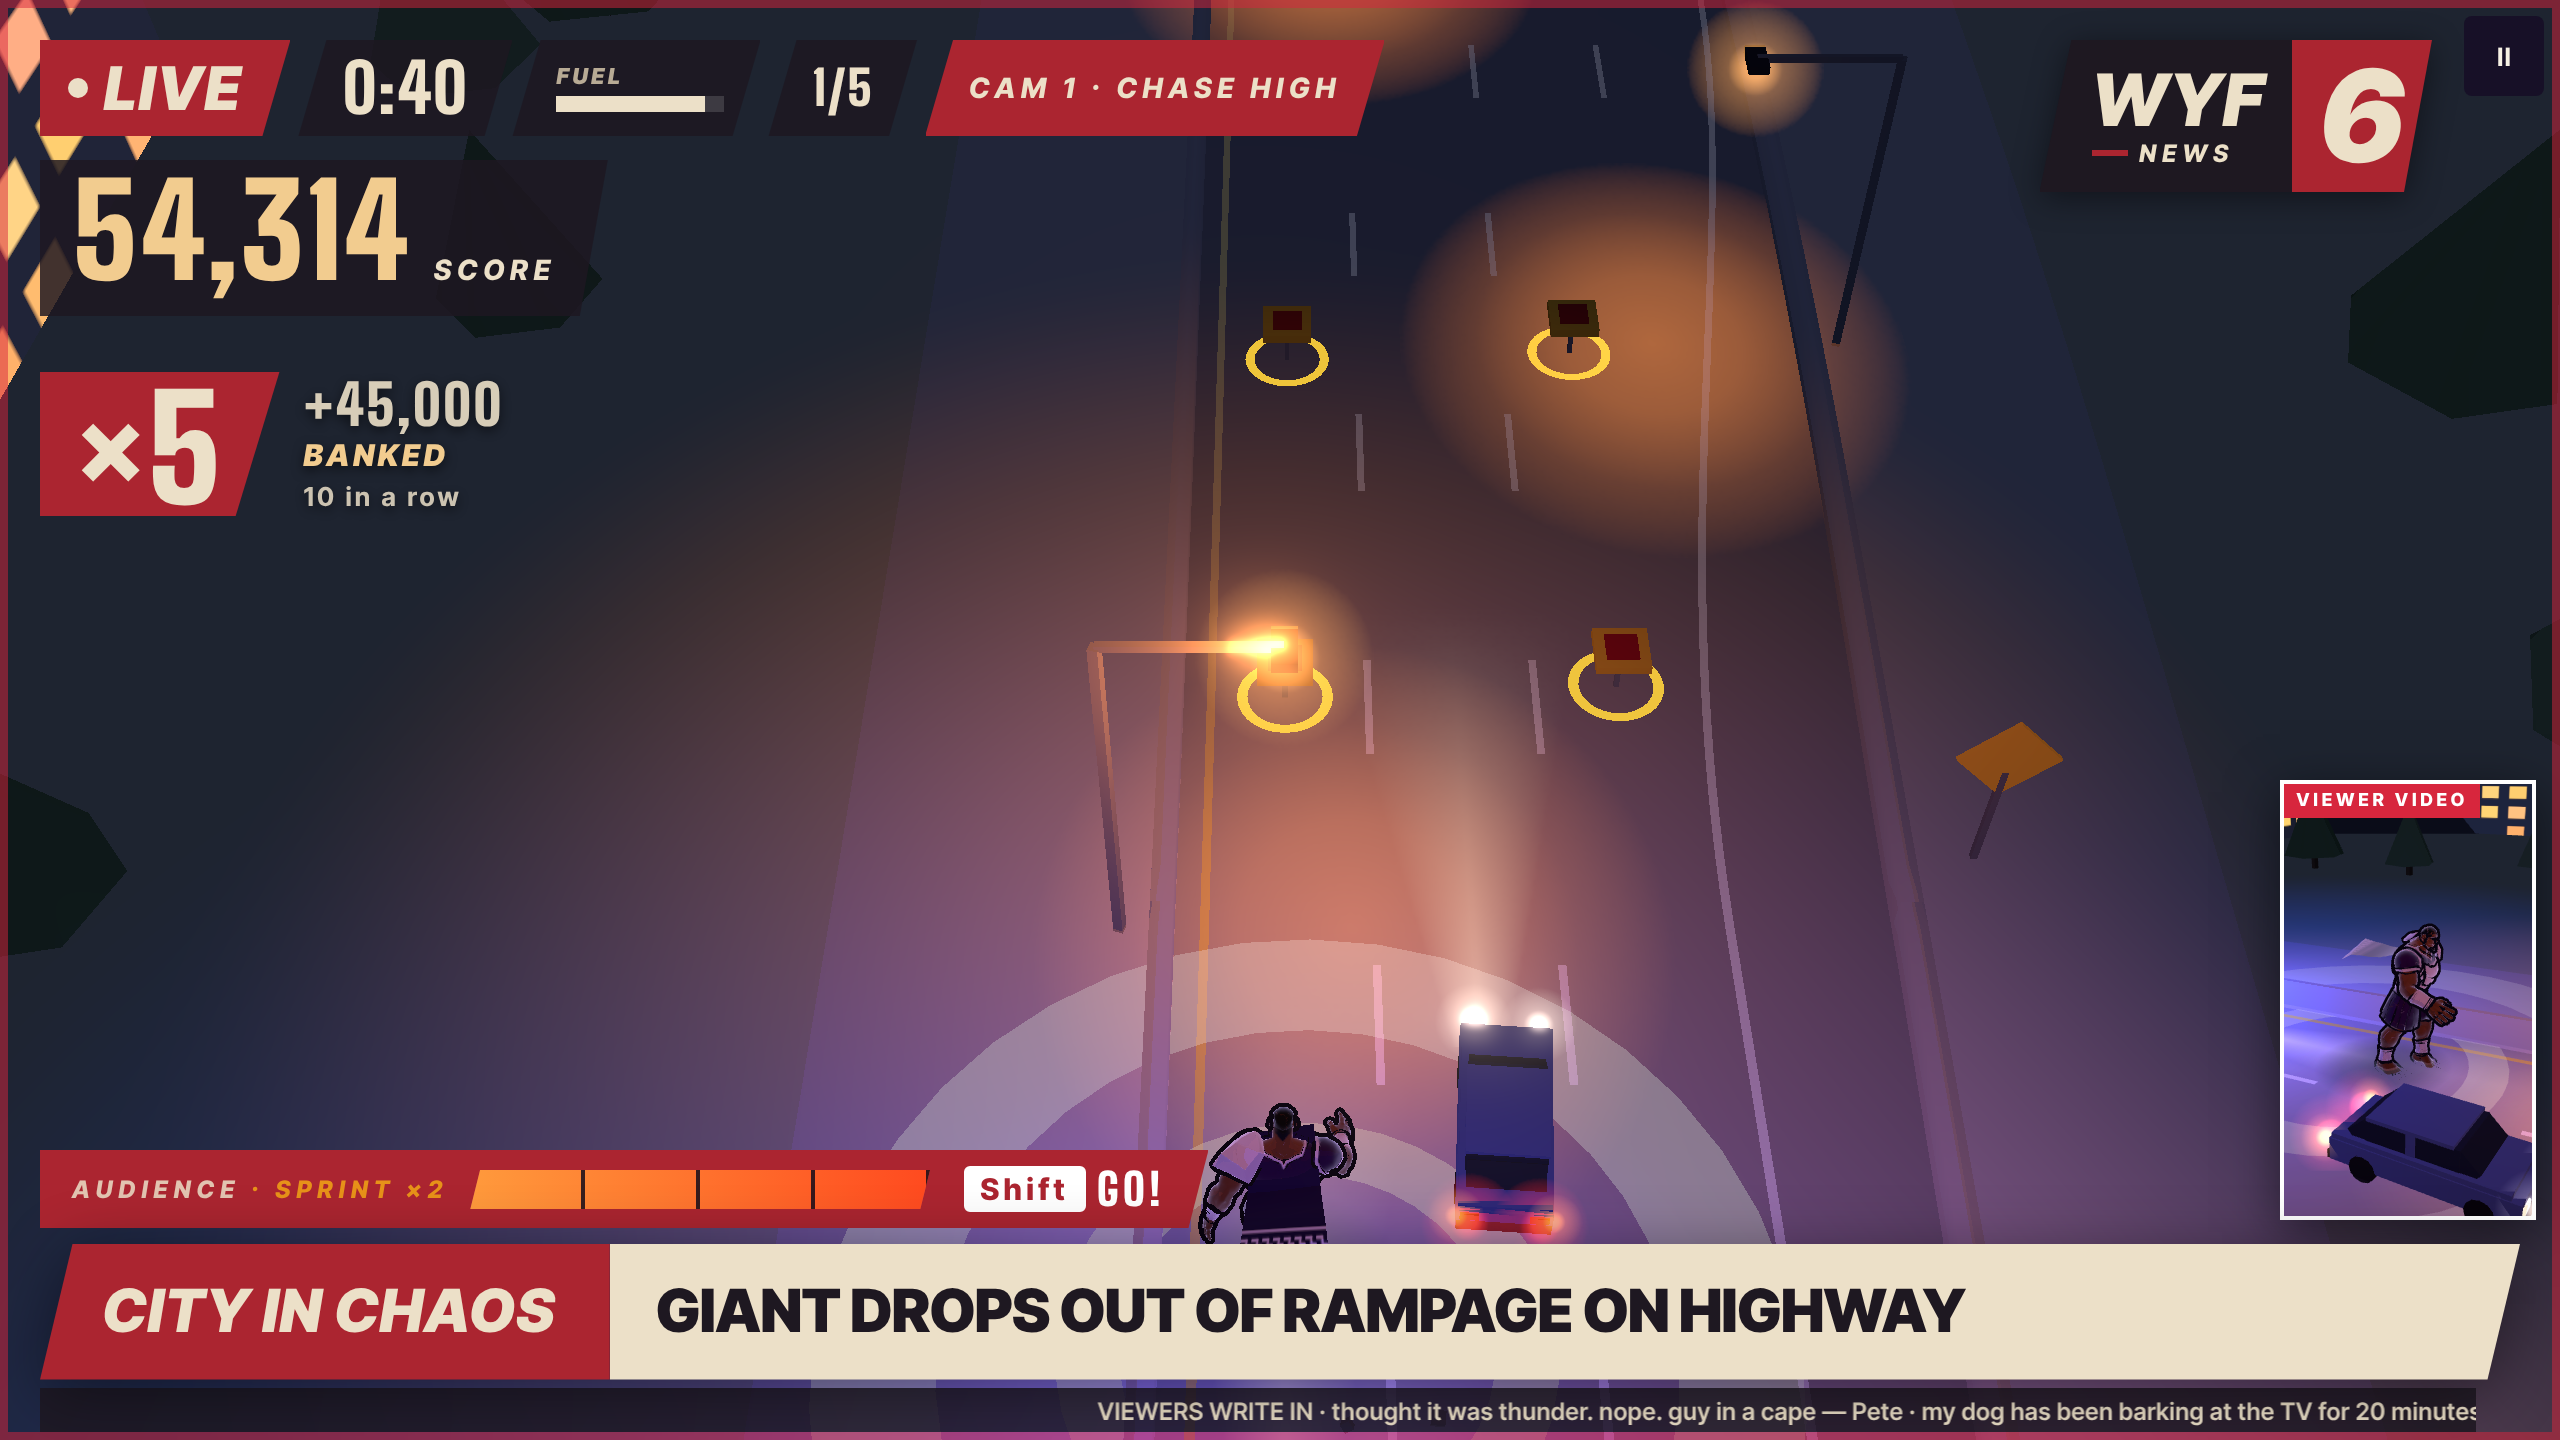 LIVE
0:40
FUEL
1/5
CAM 1 · CHASE HIGH
WYF
NEWS
6
54,314 SCORE
×5
+45,000
BANKED
10 in a row
VIEWER VIDEO
AUDIENCE · SPRINT ×2
Shift GO!
CITY IN CHAOS
GIANT DROPS OUT OF RAMPAGE ON HIGHWAY
VIEWERS WRITE IN · thought it was thunder. nope. guy in a cape — Pete · my dog has been barking at the TV for 20 minutes